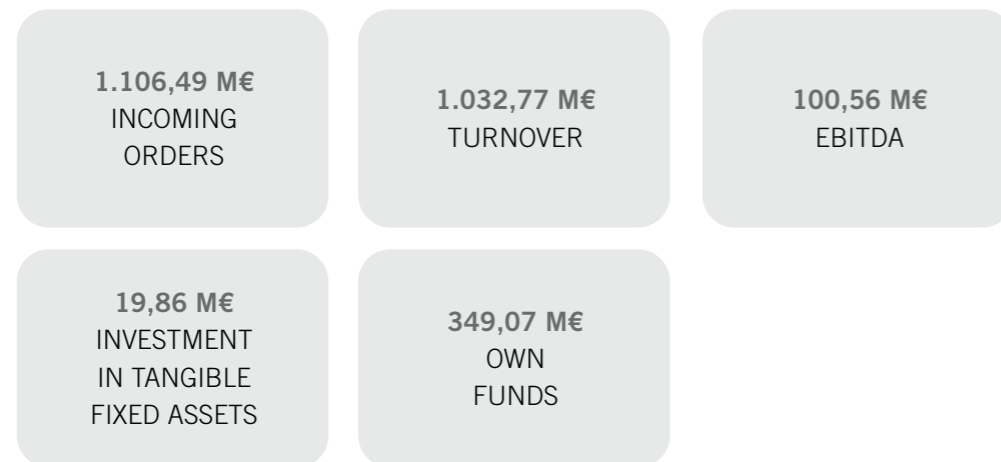 1.106,49 M€
INCOMING
ORDERS
1.032,77 M€
TURNOVER
100,56 M€
EBITDA
19,86 M€
INVESTMENT
IN TANGIBLE
FIXED ASSETS
349,07 M€
OWN
FUNDS